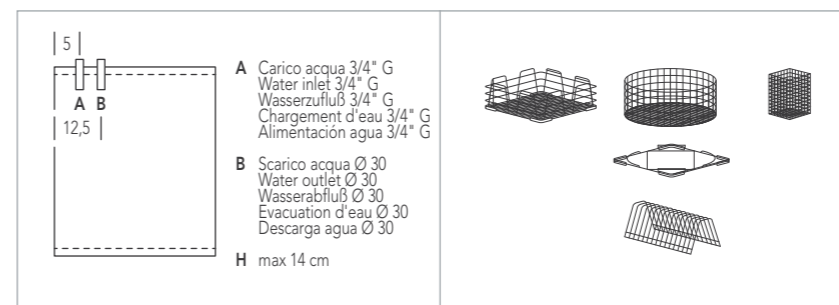 5
A B
12,5
A Carico acqua 3/4" G
Water inlet 3/4" G
Wasserzufluß 3/4" G
Chargement d'eau 3/4" G
Alimentación agua 3/4" G
B Scarico acqua Ø 30
Water outlet Ø 30
Wasserabfluß Ø 30
Evacuation d'eau Ø 30
Descarga agua Ø 30
H max 14 cm